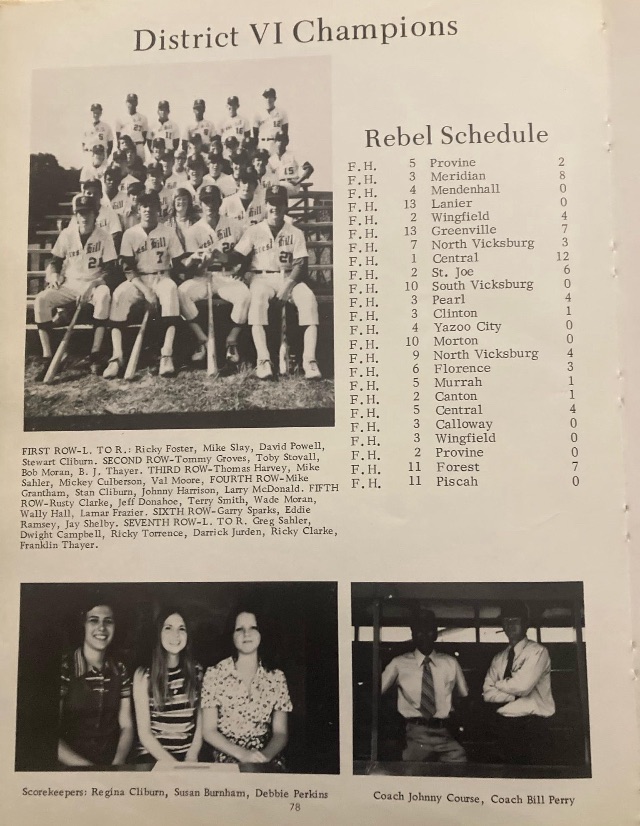 District VI Champions
Rebel Schedule
F.H. 5 Provine 2
F.H. 3 Meridian 8
F.H. 4 Mendenhall 0
F.H. 13 Lanier 0
F.H. 2 Wingfield 4
F.H. 13 Greenville 7
F.H. 7 North Vicksburg 3
F.H. 1 Central 12
F.H. 2 St. Joe 6
F.H. 10 South Vicksburg 0
F.H. 3 Pearl 4
F.H. 3 Clinton 1
F.H. 4 Yazoo City 0
F.H. 10 Morton 0
F.H. 9 North Vicksburg 4
F.H. 6 Florence 3
F.H. 5 Murrah 1
F.H. 2 Canton 1
F.H. 5 Central 4
F.H. 3 Calloway 0
F.H. 3 Wingfield 0
F.H. 2 Provine 0
F.H. 11 Forest 7
F.H. 11 Piscah 0
FIRST ROW-L. TO R.: Ricky Foster, Mike Slay, David Powell,
Stewart Cliburn. SECOND ROW-Tommy Groves, Toby Stovall,
Bob Moran, B. J. Thayer. THIRD ROW-Thomas Harvey, Mike
Sahler, Mickey Culberson, Val Moore, FOURTH ROW-Mike
Grantham, Stan Cliburn, Johnny Harrison, Larry McDonald. FIFTH
ROW-Rusty Clarke, Jeff Donahoe, Terry Smith, Wade Moran,
Wally Hall, Lamar Frazier. SIXTH ROW-Garry Sparks, Eddie
Ramsey, Jay Shelby. SEVENTH ROW-L. TO R. Greg Sahler,
Dwight Campbell, Ricky Torrence, Darrick Jurden, Ricky Clarke,
Franklin Thayer.
Scorekeepers: Regina Cliburn, Susan Burnham, Debbie Perkins
Coach Johnny Course, Coach Bill Perry
78